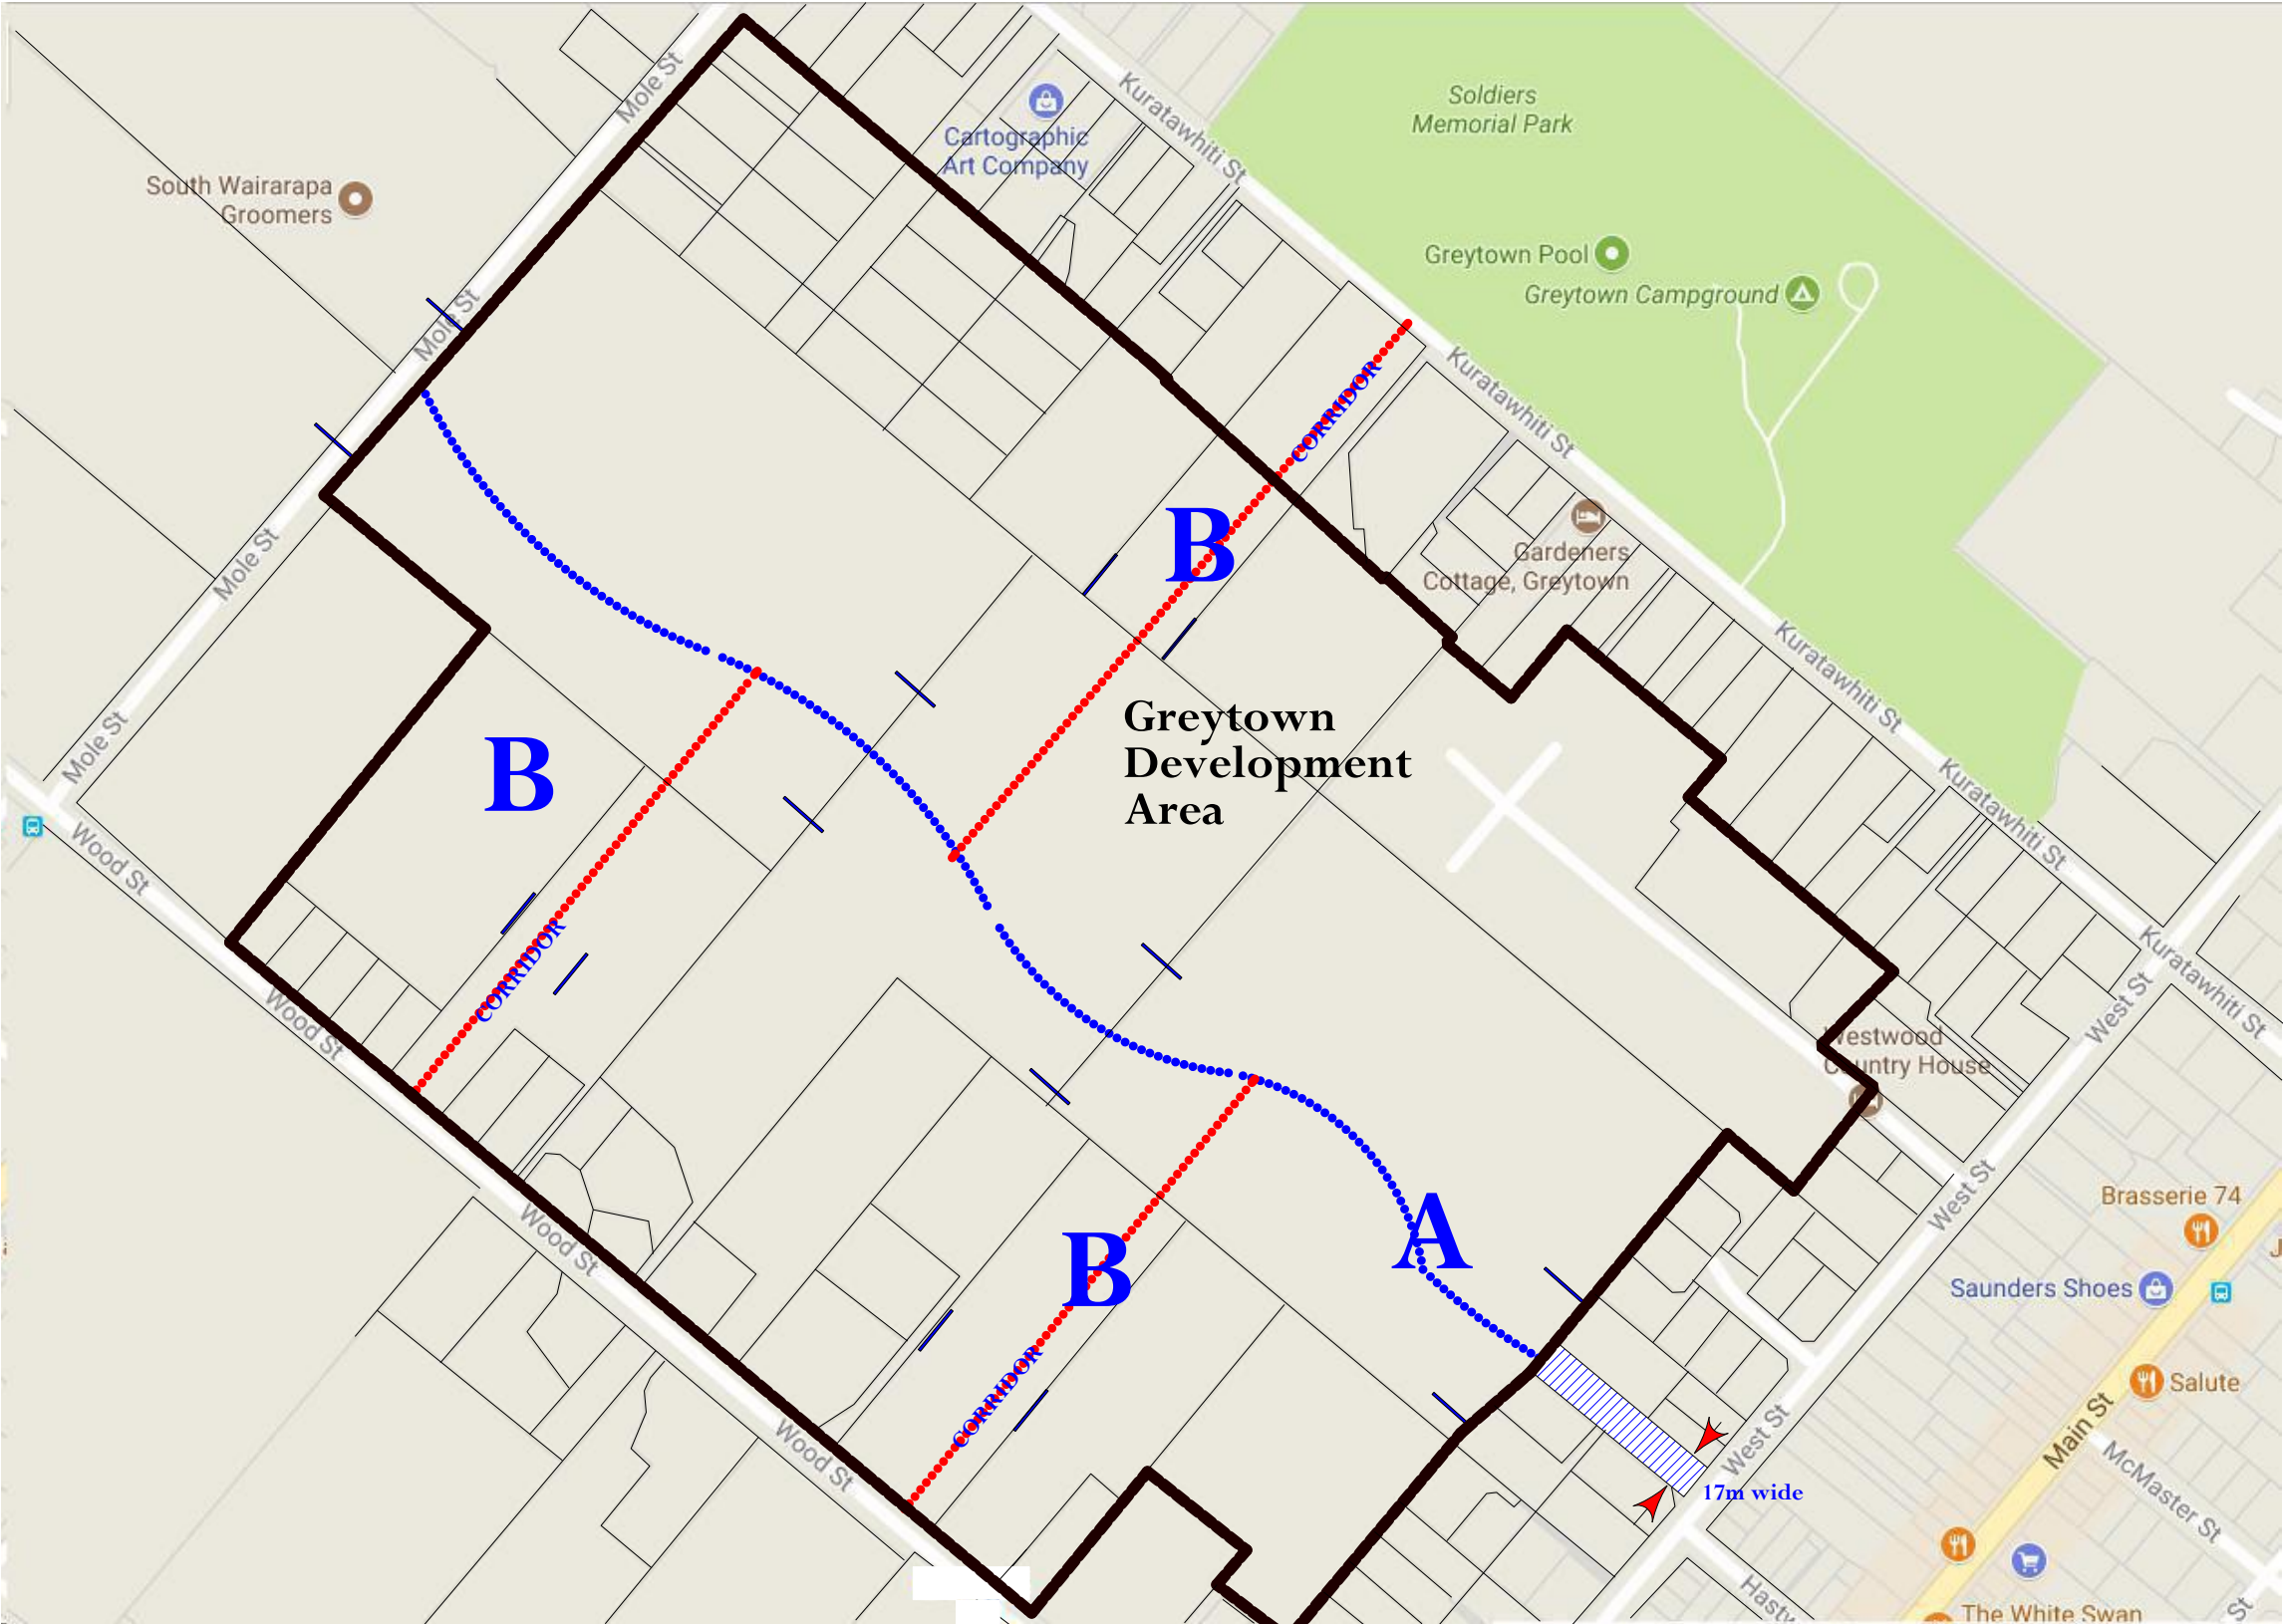 Mole St
Kuratawhiti St
Soldiers
Memorial Park
Cartographic
Art Company
South Wairarapa
Groomers
Greytown Pool
Greytown Campground
Mole St
CORRIDOR
Kuratawhiti St
B
Gardeners
Cottage, Greytown
Mole St
Kuratawhiti St
Greytown
Development
Area
Mole St
B
Kuratawhiti St
Wood St
CORRIDOR
Kuratawhiti St
West St
Wood St
Westwood
Country House
West St
Brasserie 74
A
B
Wood St
Saunders Shoes
J
CORRIDOR
Salute
Main St
West St
Wood St
17m wide
McMaster St
Hastw
The White Swan
St